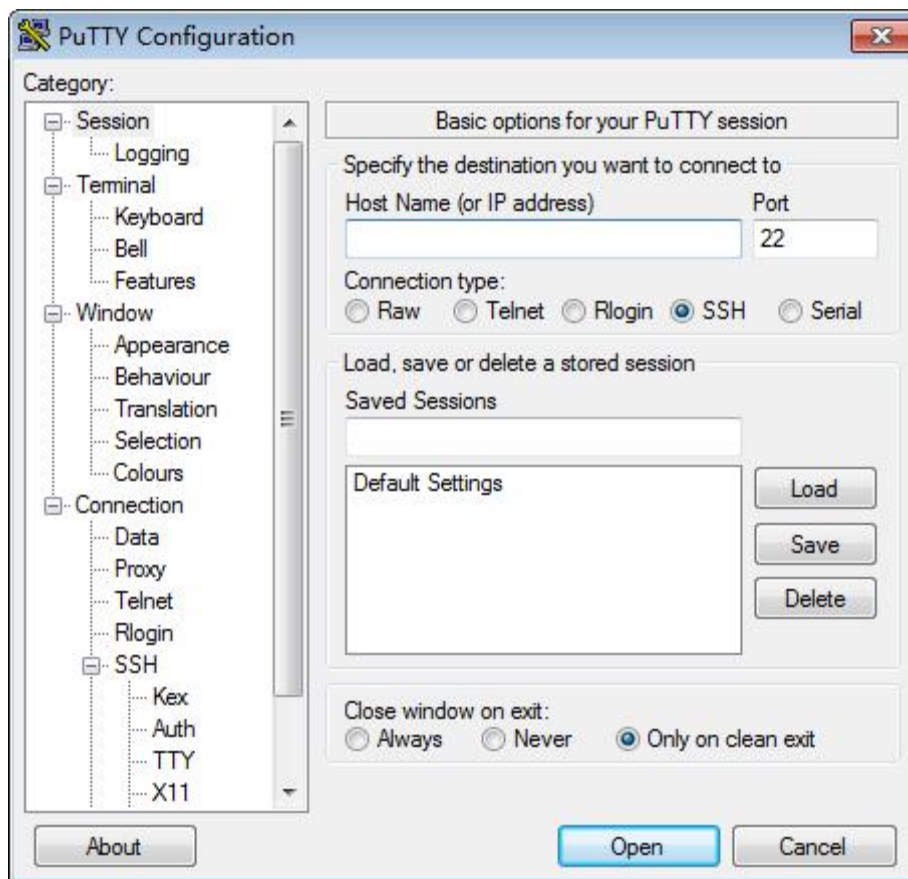 PuTTY Configuration
Category:
Session
Logging
Terminal
Keyboard
Bell
Features
Window
Appearance
Behaviour
Translation
Selection
Colours
Connection
Data
Proxy
Telnet
Rlogin
SSH
Kex
Auth
TTY
X11
Basic options for your PuTTY session
Specify the destination you want to connect to
Host Name (or IP address) Port
22
Connection type:
Raw Telnet Rlogin SSH Serial
Load, save or delete a stored session
Saved Sessions
Default Settings
Load
Save
Delete
Close window on exit:
Always Never Only on clean exit
About Open Cancel